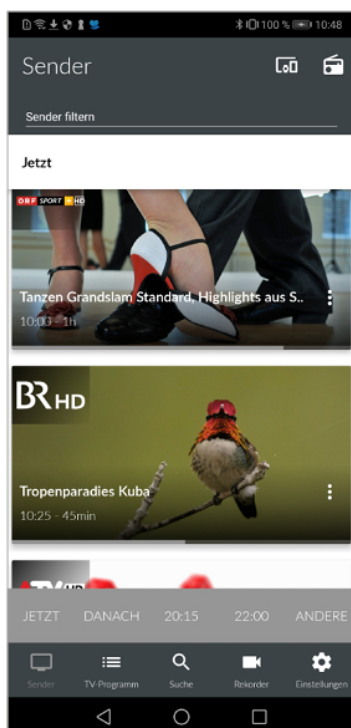 100 % 10:48
Sender
Sender filtern
Jetzt
ORF SPORT + HD
Tanzen Grandslam Standard, Highlights aus S..
10:00 - 1h
BR HD
Tropenparadies Kuba
10:25 - 45min
HD
JETZT DANACH 20:15 22:00 ANDERE
Sender TV-Programm Suche Rekorder Einstellungen